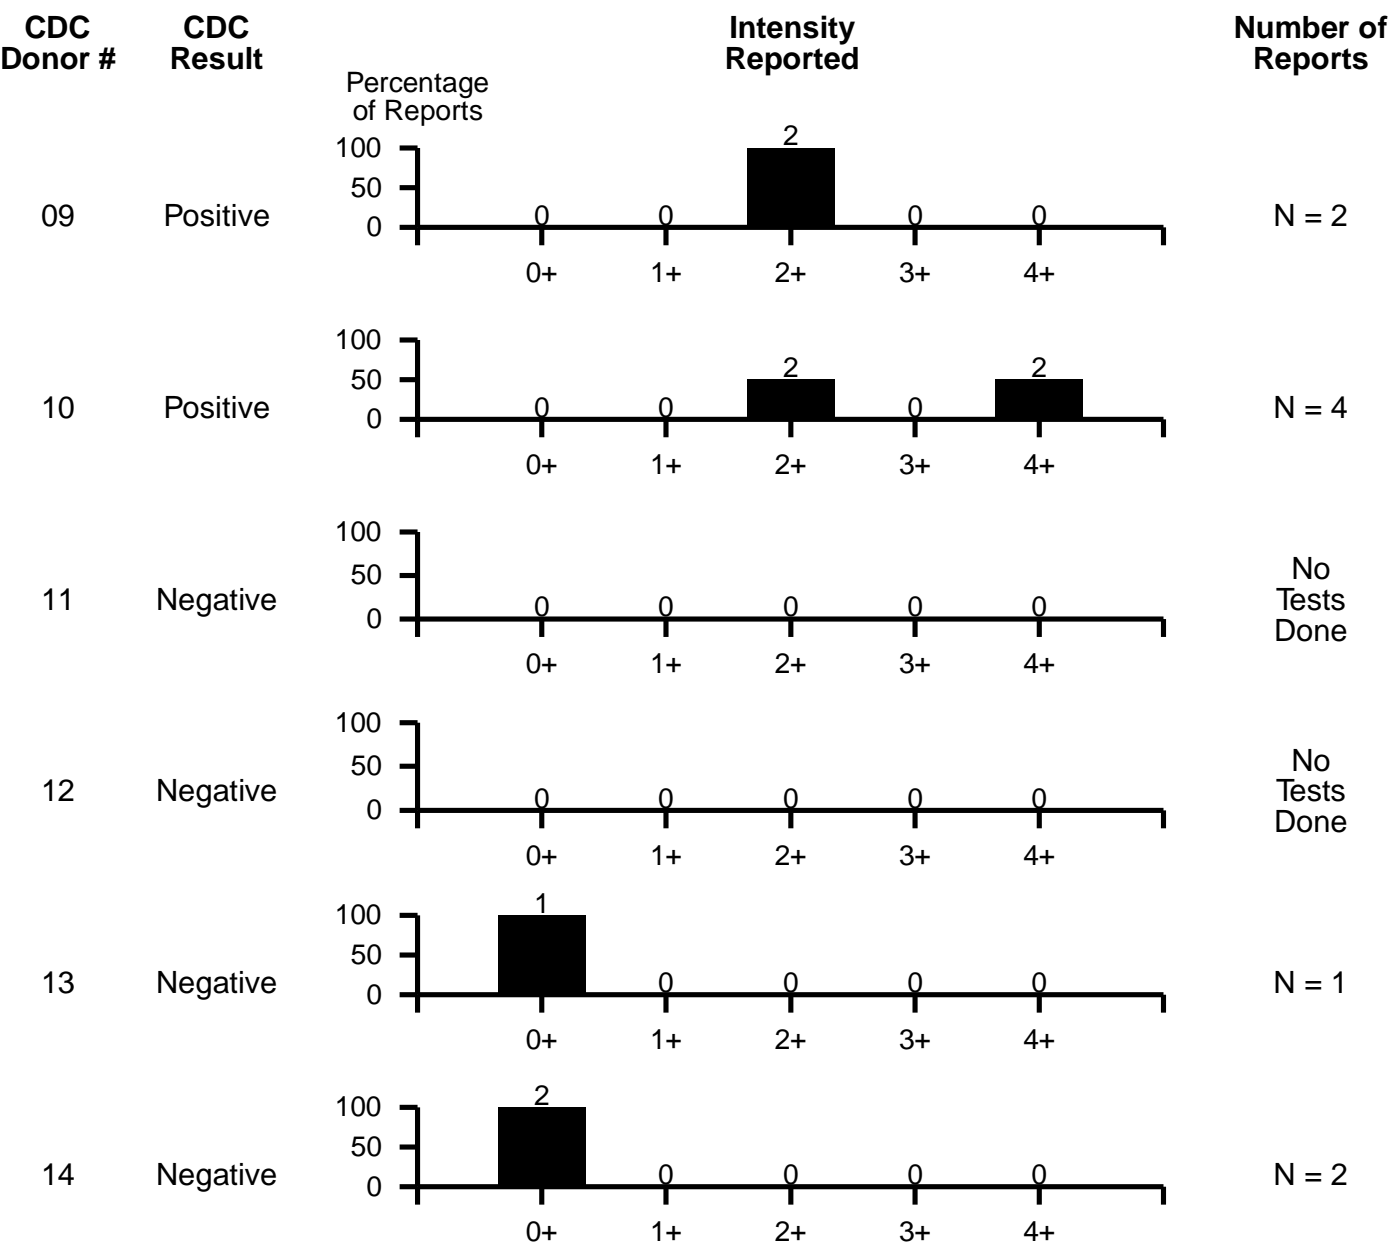 CDC
Donor #
CDC
Result
Intensity
Reported
Number of
Reports
Percentage
of Reports
09
Positive
100
50
0
0 0 2 0 0
0+ 1+ 2+ 3+ 4+
N = 2
10
Positive
100
50
0
0 0 2 0 2
0+ 1+ 2+ 3+ 4+
N = 4
11
Negative
100
50
0
0 0 0 0 0
0+ 1+ 2+ 3+ 4+
No
Tests
Done
12
Negative
100
50
0
0 0 0 0 0
0+ 1+ 2+ 3+ 4+
No
Tests
Done
13
Negative
100
50
0
1 0 0 0 0
0+ 1+ 2+ 3+ 4+
N = 1
14
Negative
100
50
0
2 0 0 0 0
0+ 1+ 2+ 3+ 4+
N = 2